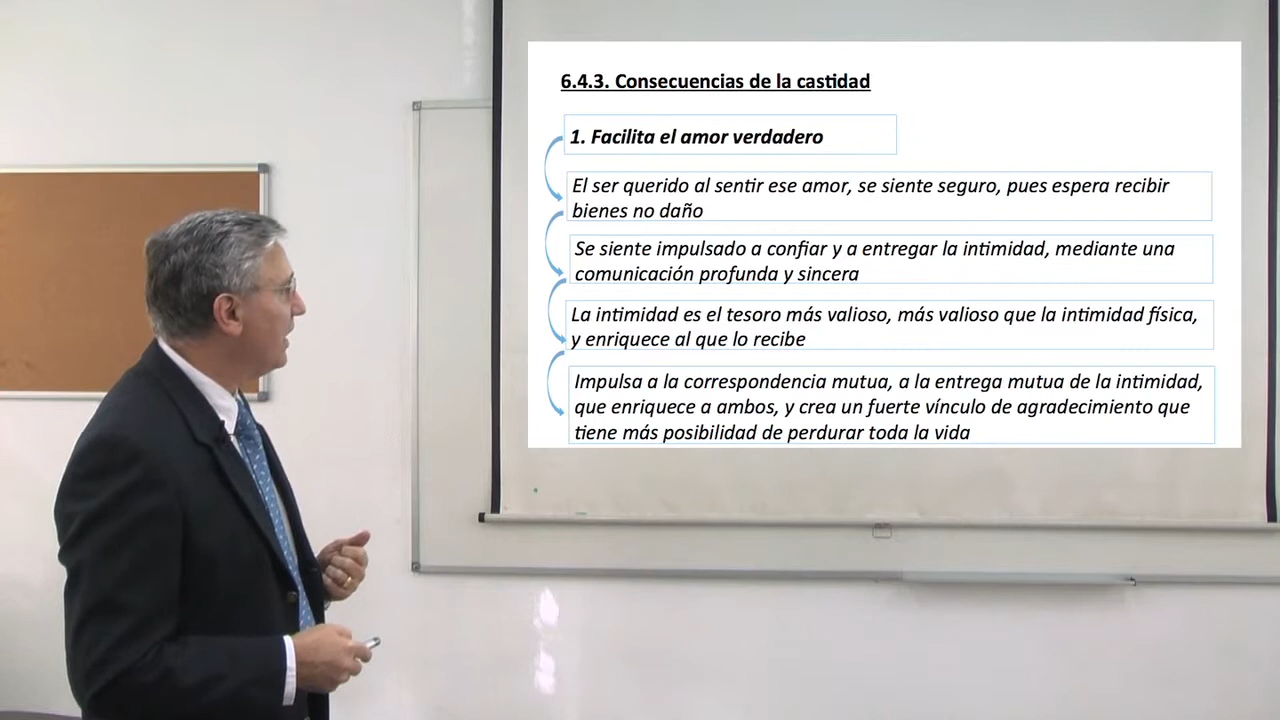 6.4.3. Consecuencias de la castidad
1. Facilita el amor verdadero
El ser querido al sentir ese amor, se siente seguro, pues espera recibir
bienes no daño
Se siente impulsado a confiar y a entregar la intimidad, mediante una
comunicación profunda y sincera
La intimidad es el tesoro más valioso, más valioso que la intimidad física,
y enriquece al que lo recibe
Impulsa a la correspondencia mutua, a la entrega mutua de la intimidad,
que enriquece a ambos, y crea un fuerte vínculo de agradecimiento que
tiene más posibilidad de perdurar toda la vida